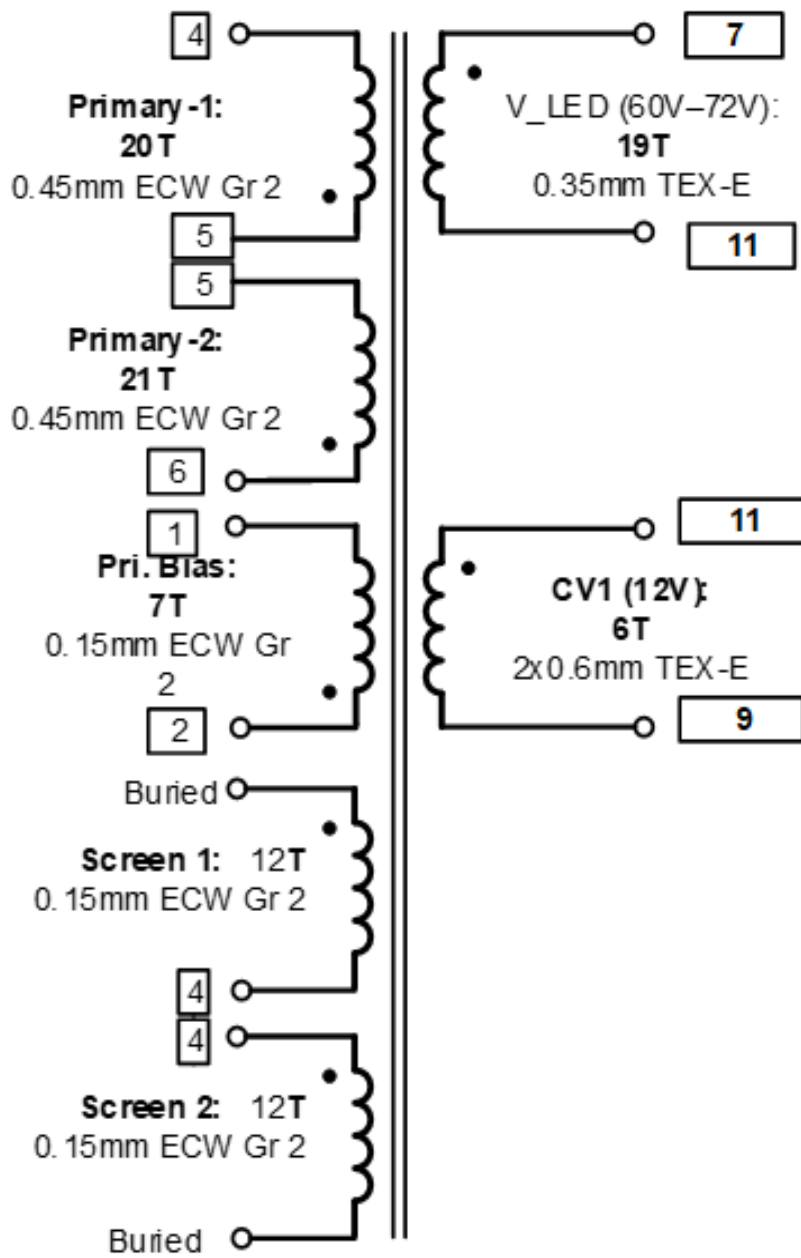 4
Primary-1:
20T
0.45mm ECW Gr 2
5
5
Primary-2:
21T
0.45mm ECW Gr 2
6
1
Pri. Bias:
7T
0.15mm ECW Gr
2
2
Buried
Screen 1: 12T
0.15mm ECW Gr 2
4
4
Screen 2: 12T
0.15mm ECW Gr 2
Buried
7
V_LED (60V–72V):
19T
0.35mm TEX-E
11
11
CV1 (12V):
6T
2x0.6mm TEX-E
9